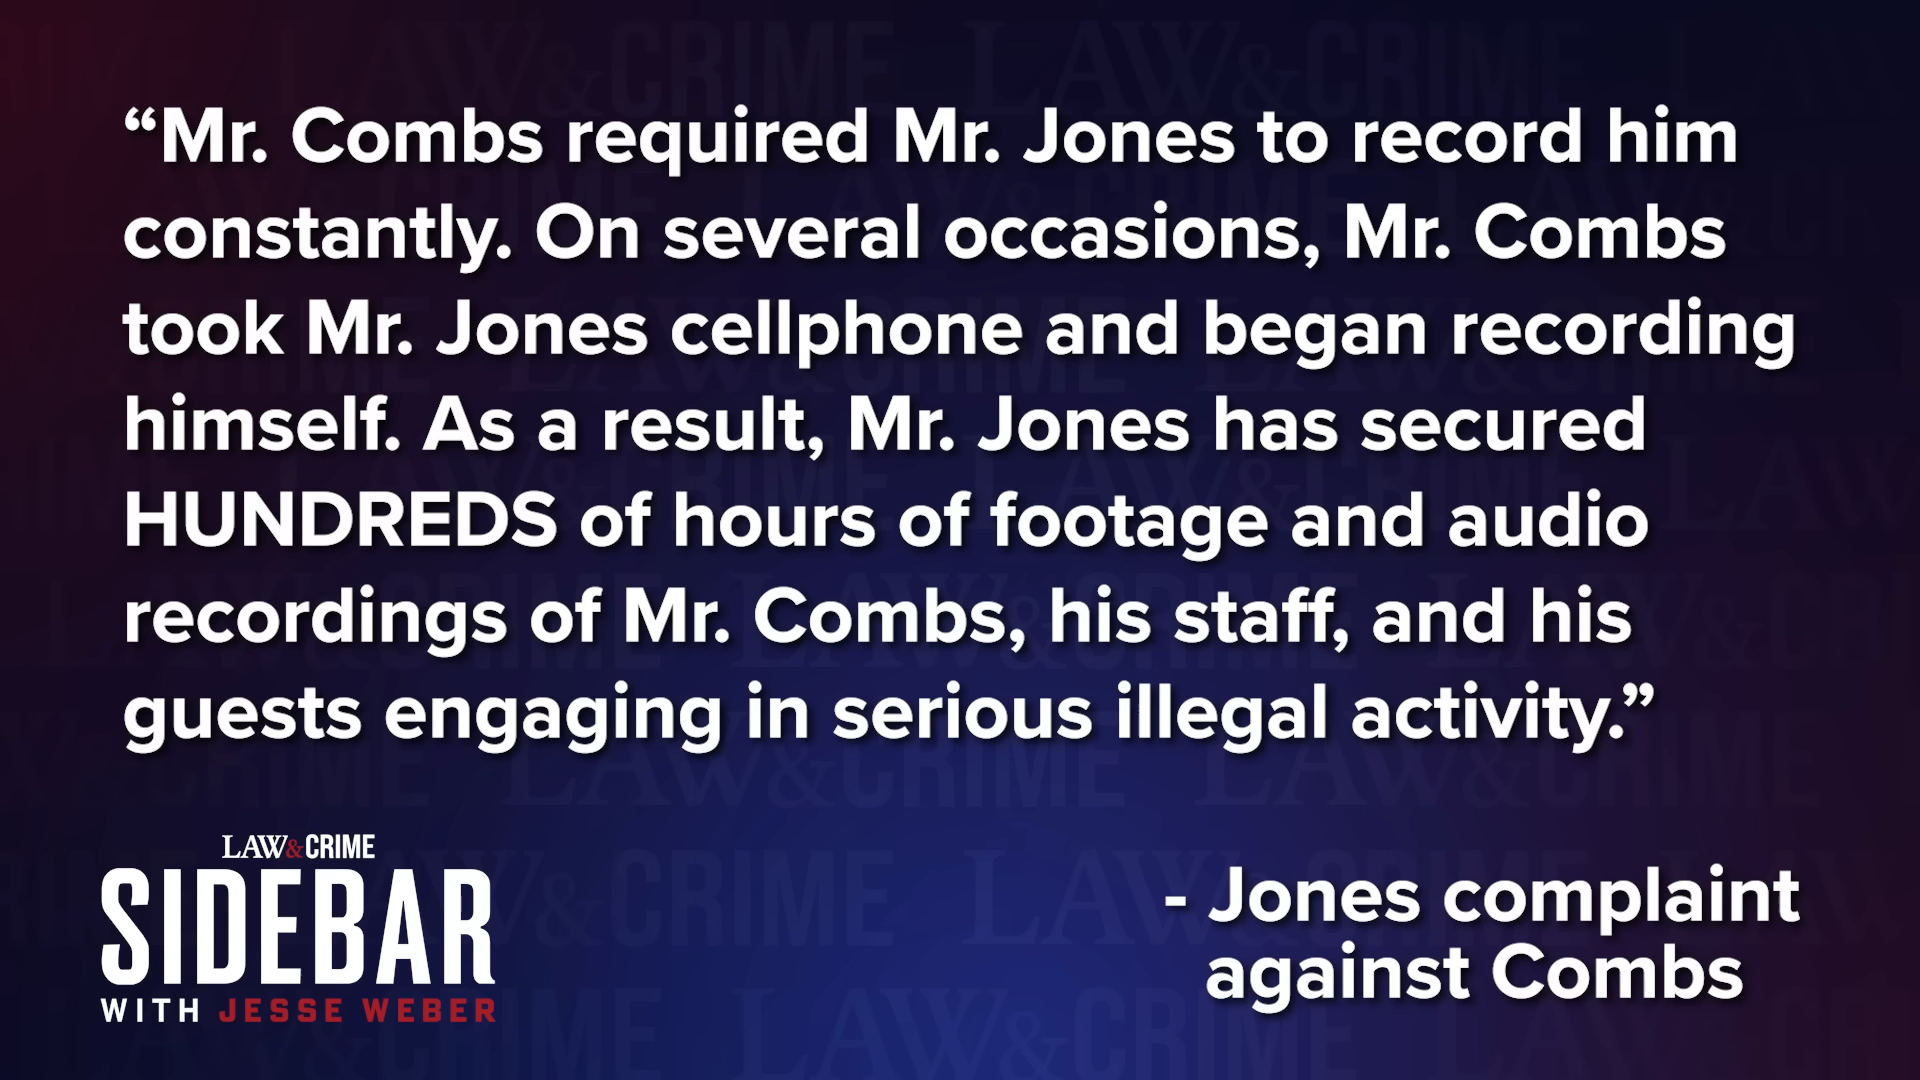 “Mr. Combs required Mr. Jones to record him
constantly. On several occasions, Mr. Combs
took Mr. Jones cellphone and began recording
himself. As a result, Mr. Jones has secured
HUNDREDS of hours of footage and audio
recordings of Mr. Combs, his staff, and his
guests engaging in serious illegal activity.”
LAW&CRIME
SIDEBAR
WITH JESSE WEBER
- Jones complaint
against Combs